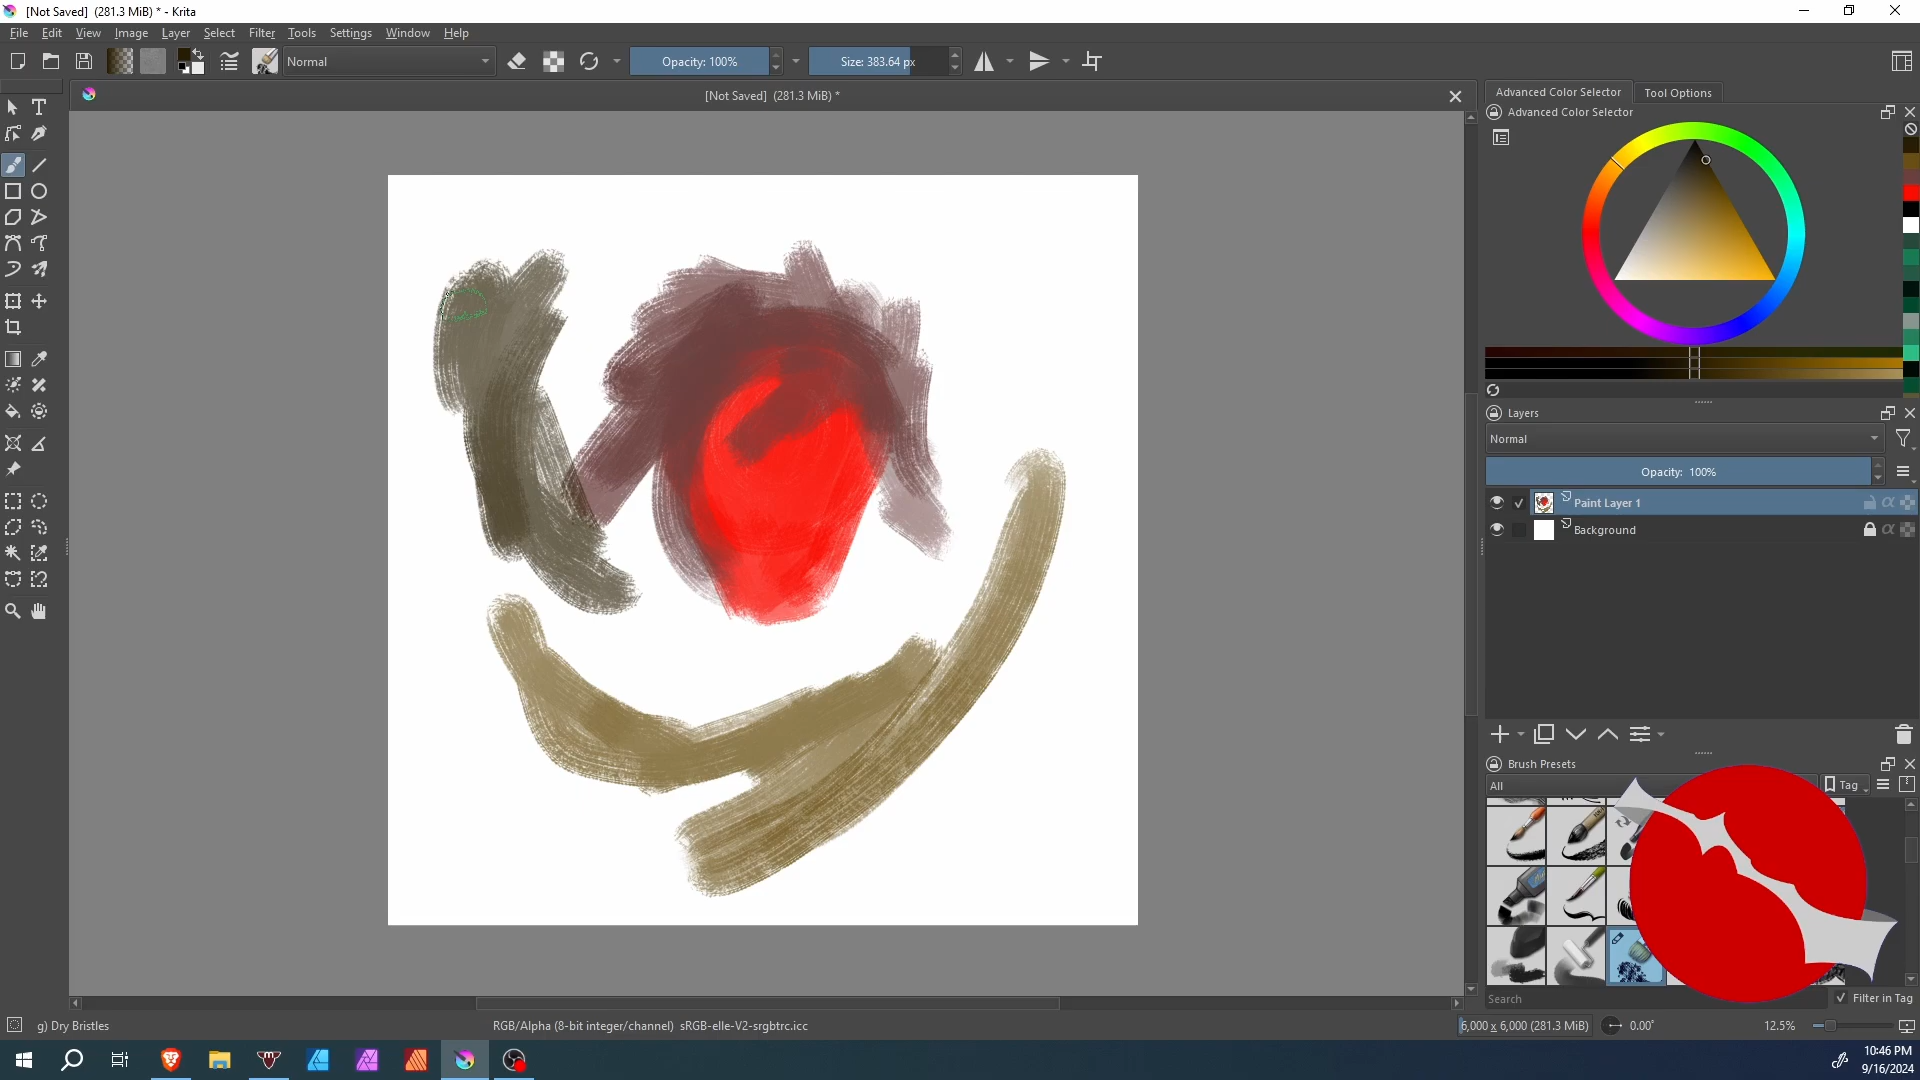 [Not Saved]  (281.3 MiB) * - Krita
File Edit View Image Layer Select Filter Tools Settings Window Help
Normal Opacity: 100% Size: 383.64 px
[Not Saved]  (281.3 MiB) *
Advanced Color Selector Tool Options
Advanced Color Selector
Layers
Normal
Opacity:  100%
Paint Layer 1
Background
Brush Presets
All Tag
Search Filter in Tag
g) Dry Bristles RGB/Alpha (8-bit integer/channel)  sRGB-elle-V2-srgbtrc.icc 6,000 x 6,000 (281.3 MiB) 0.00° 12.5%
10:46 PM
9/16/2024